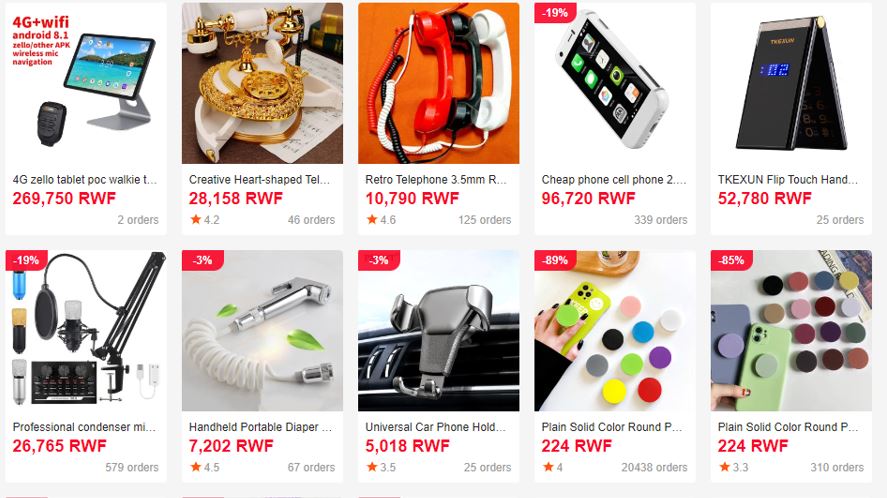 4G+wifi
android 8.1
zello/other APK
wireless mic
navigation
-19%
TKEXUN
4G zello tablet poc walkie t...
Creative Heart-shaped Tel...
Retro Telephone 3.5mm R...
Cheap phone cell phone 2....
TKEXUN Flip Touch Hand...
269,750 RWF
28,158 RWF
10,790 RWF
96,720 RWF
52,780 RWF
2 orders
4.2
46 orders
4.6
125 orders
339 orders
25 orders
-19%
-3%
-3%
-89%
-85%
Professional condenser mi...
Handheld Portable Diaper ...
Universal Car Phone Hold...
Plain Solid Color Round P...
Plain Solid Color Round P...
26,765 RWF
7,202 RWF
5,018 RWF
224 RWF
224 RWF
579 orders
4.5
67 orders
3.5
25 orders
4
20438 orders
3.3
310 orders